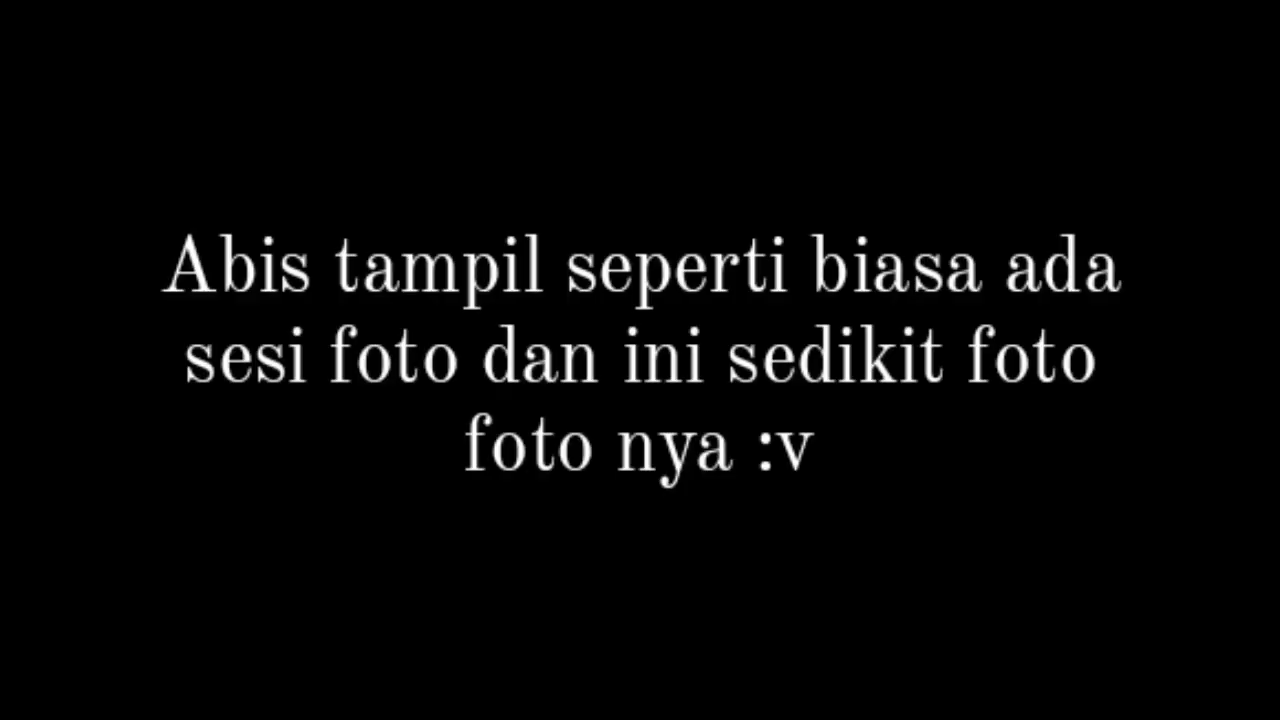 Abis tampil seperti biasa ada
sesi foto dan ini sedikit foto
foto nya :v